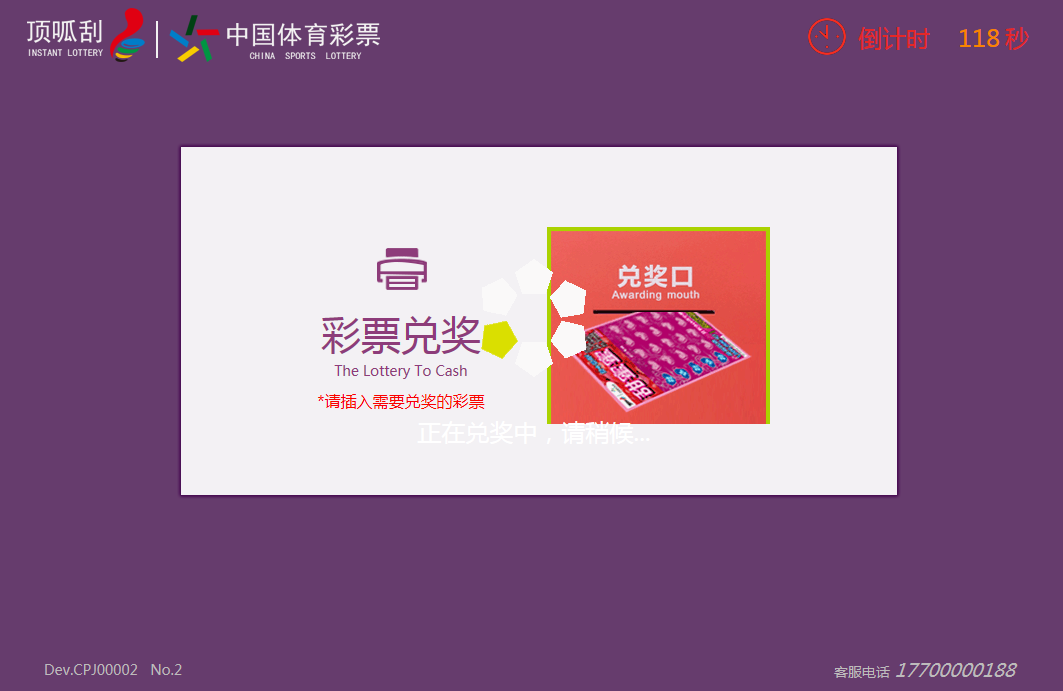 顶呱刮
INSTANT LOTTERY
中国体育彩票
CHINA SPORTS LOTTERY
倒计时 118 秒
兑奖口
Awarding mouth
彩票兑奖
The Lottery To Cash
*请插入需要兑奖的彩票
正在兑奖中，请稍候...
Dev.CPJ00002 No.2
客服电话 17700000188